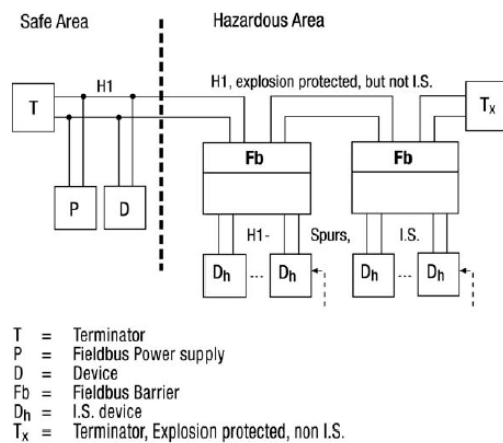 Safe Area
Hazardous Area
H1
H1, explosion protected, but not I.S.
T
Tx
Fb
Fb
P
D
H1-
Spurs,
I.S.
Dh
...
Dh
Dh
...
Dh
T = Terminator
P = Fieldbus Power supply
D = Device
Fb = Fieldbus Barrier
Dh = I.S. device
Tx = Terminator, Explosion protected, non I.S.